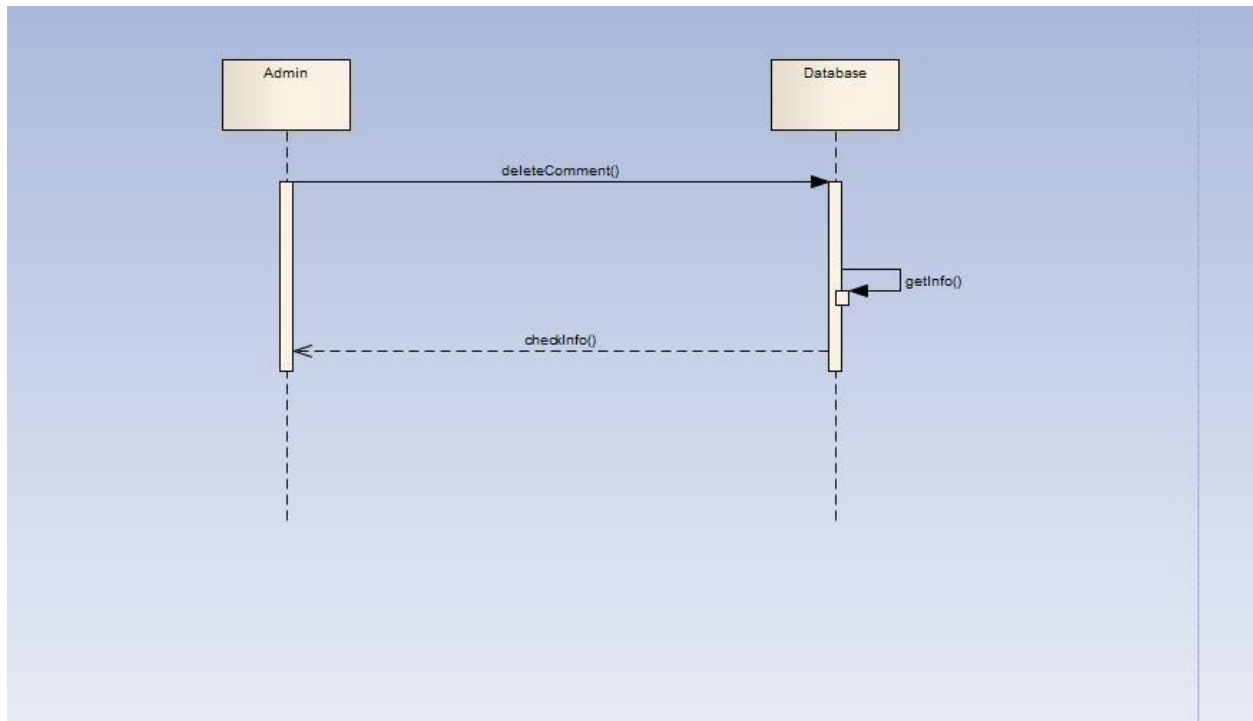 Admin
Database
deleteComment()
getInfo()
checkInfo()